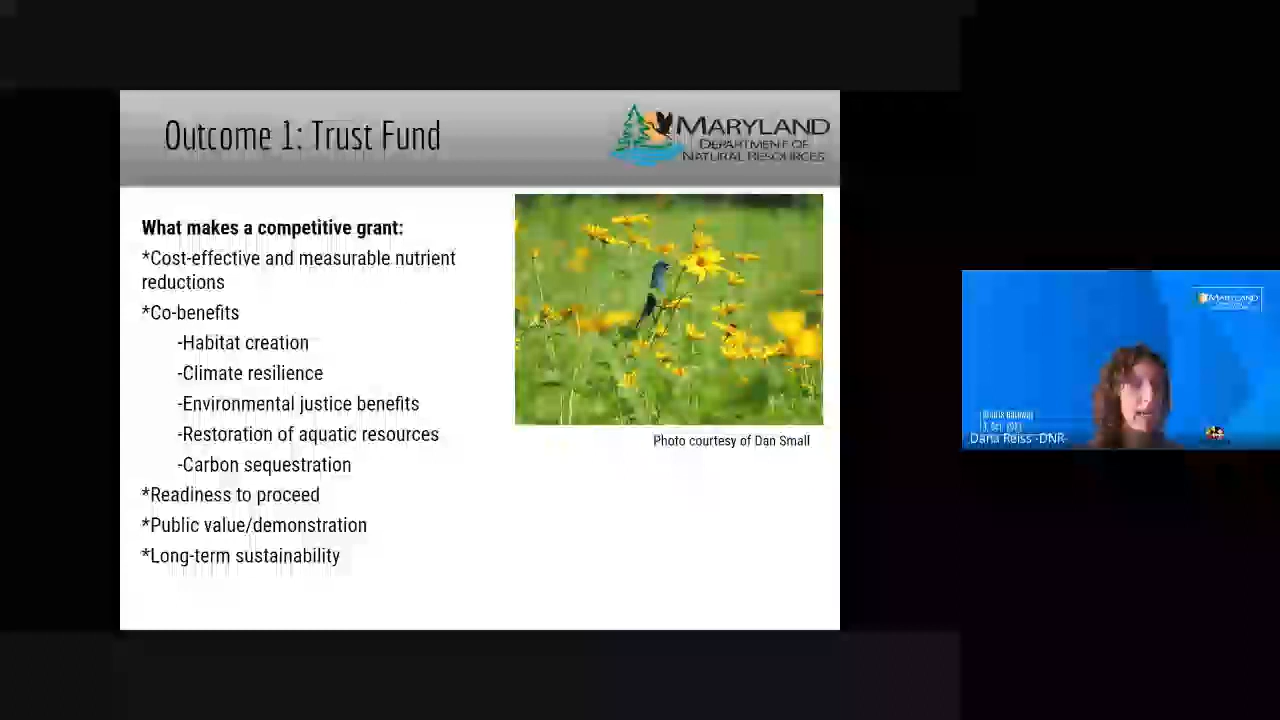 Outcome 1: Trust Fund
MARYLAND
DEPARTMENT OF
NATURAL RESOURCES
What makes a competitive grant:
*Cost-effective and measurable nutrient
reductions
*Co-benefits
-Habitat creation
-Climate resilience
-Environmental justice benefits
-Restoration of aquatic resources
-Carbon sequestration
*Readiness to proceed
*Public value/demonstration
*Long-term sustainability
Photo courtesy of Dan Small
MARYLAND
Dana Reiss -DNR-